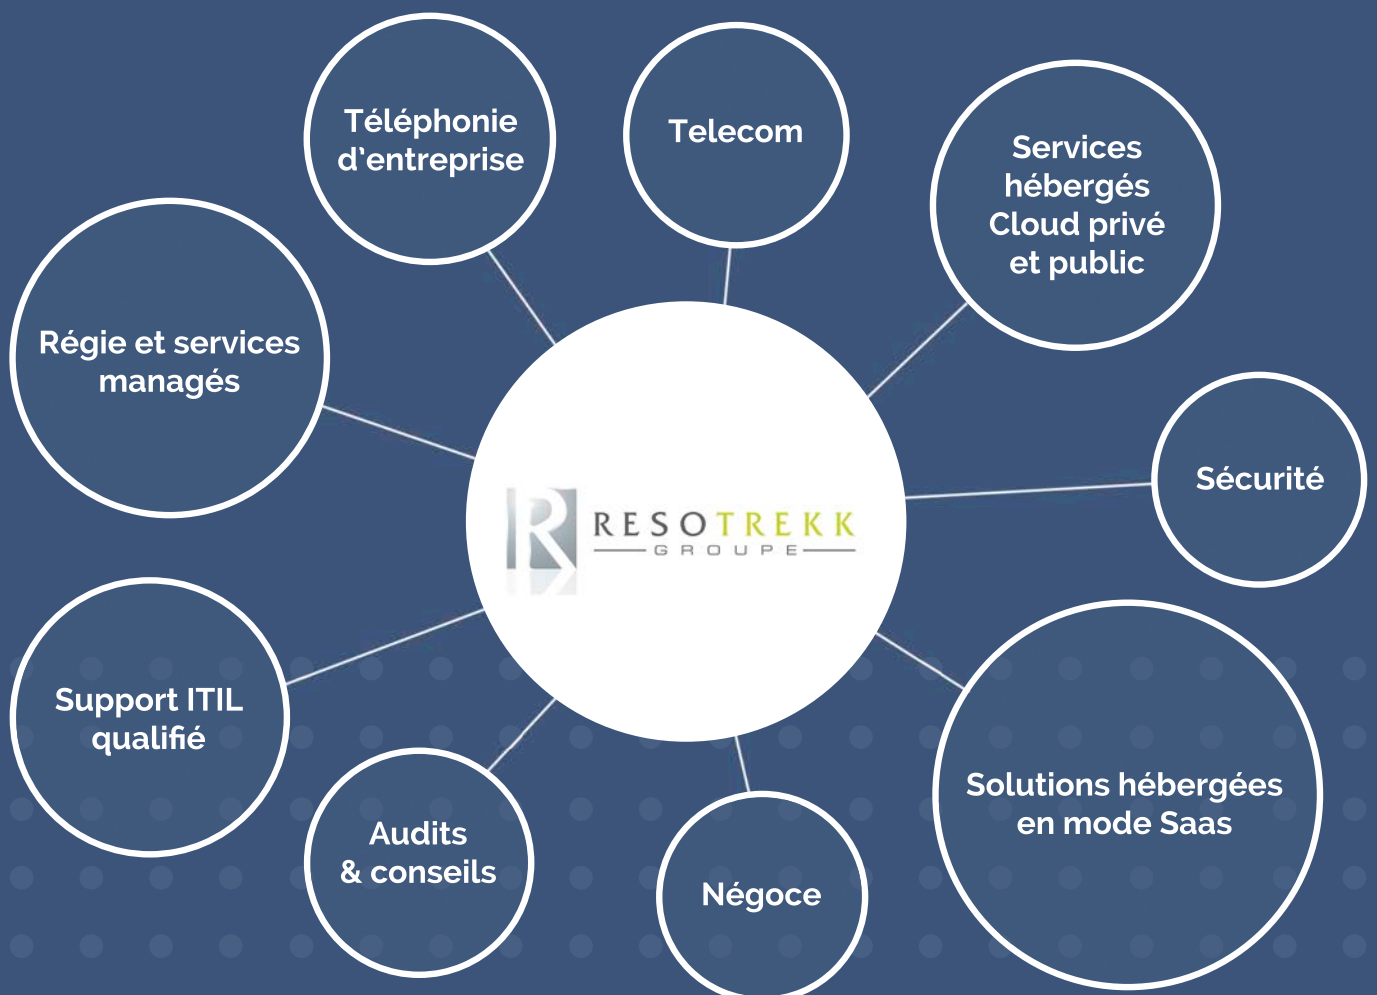 Téléphonie
d'entreprise
Telecom
Services
hébergés
Cloud privé
et public
Régie et services
managés
Sécurité
R RESOTREKK
GROUPE
Support ITIL
qualifié
Solutions hébergées
en mode Saas
Audits
& conseils
Négoce